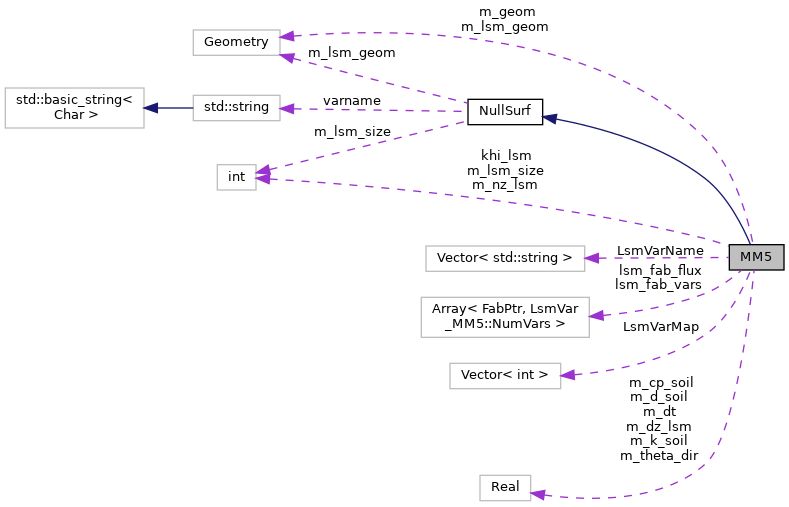 m_geom
m_lsm_geom
Geometry
m_lsm_geom
std::basic_string<
Char >
std::string
varname
NullSurf
m_lsm_size
int
khi_lsm
m_lsm_size
m_nz_lsm
MM5
LsmVarName
Vector< std::string >
lsm_fab_flux
lsm_fab_vars
Array< FabPtr, LsmVar
_MM5::NumVars >
LsmVarMap
Vector< int >
m_cp_soil
m_d_soil
m_dt
m_dz_lsm
m_k_soil
m_theta_dir
Real